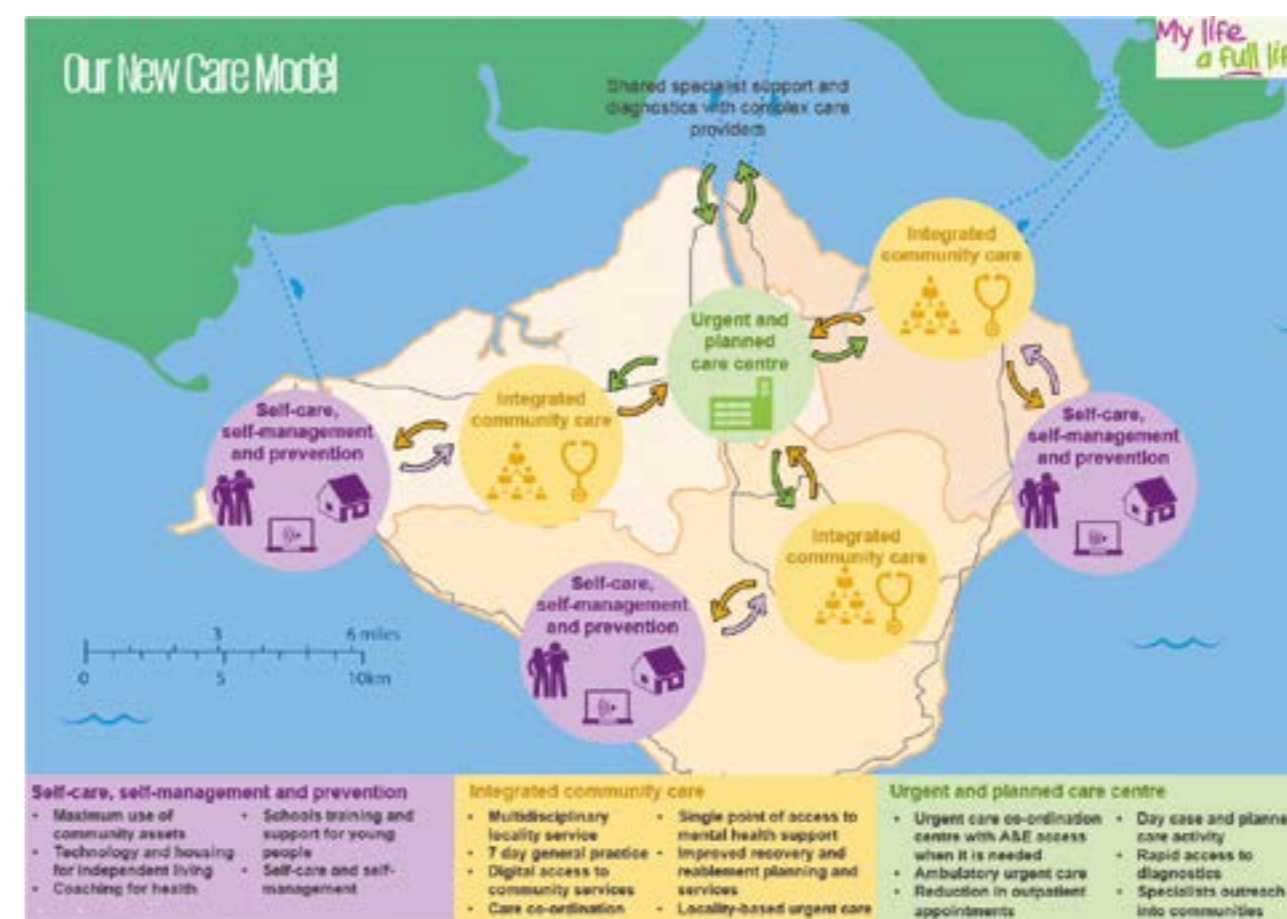 Our New Care Model
My life
a full lif
Shared specialist support and
diagnostics with complex care
providers
Integrated
community care
Urgent and
planned
care centre
Self-care,
self-management
and prevention
Integrated
community care
Self-care,
self-management
and prevention
Integrated
community care
Self-care,
self-management
and prevention
3
6 miles
0
5
10km
Self-care, self-management and prevention
• Maximum use of
community assets
• Technology and housing
for independent living
• Coaching for health
• Schools training and
support for young
people
• Self-care and self-
management
Integrated community care
• Multidisciplinary
locality service
• 7 day general practice
• Digital access to
community services
• Care co-ordination
• Single point of access to
mental health support
• Improved recovery and
reablement planning and
services
• Locality-based urgent care
Urgent and planned care centre
• Urgent care co-ordination
centre with A&E access
when it is needed
• Ambulatory urgent care
• Reduction in outpatient
appointments
• Day case and planne
care activity
• Rapid access to
diagnostics
• Specialists outreach
into communities